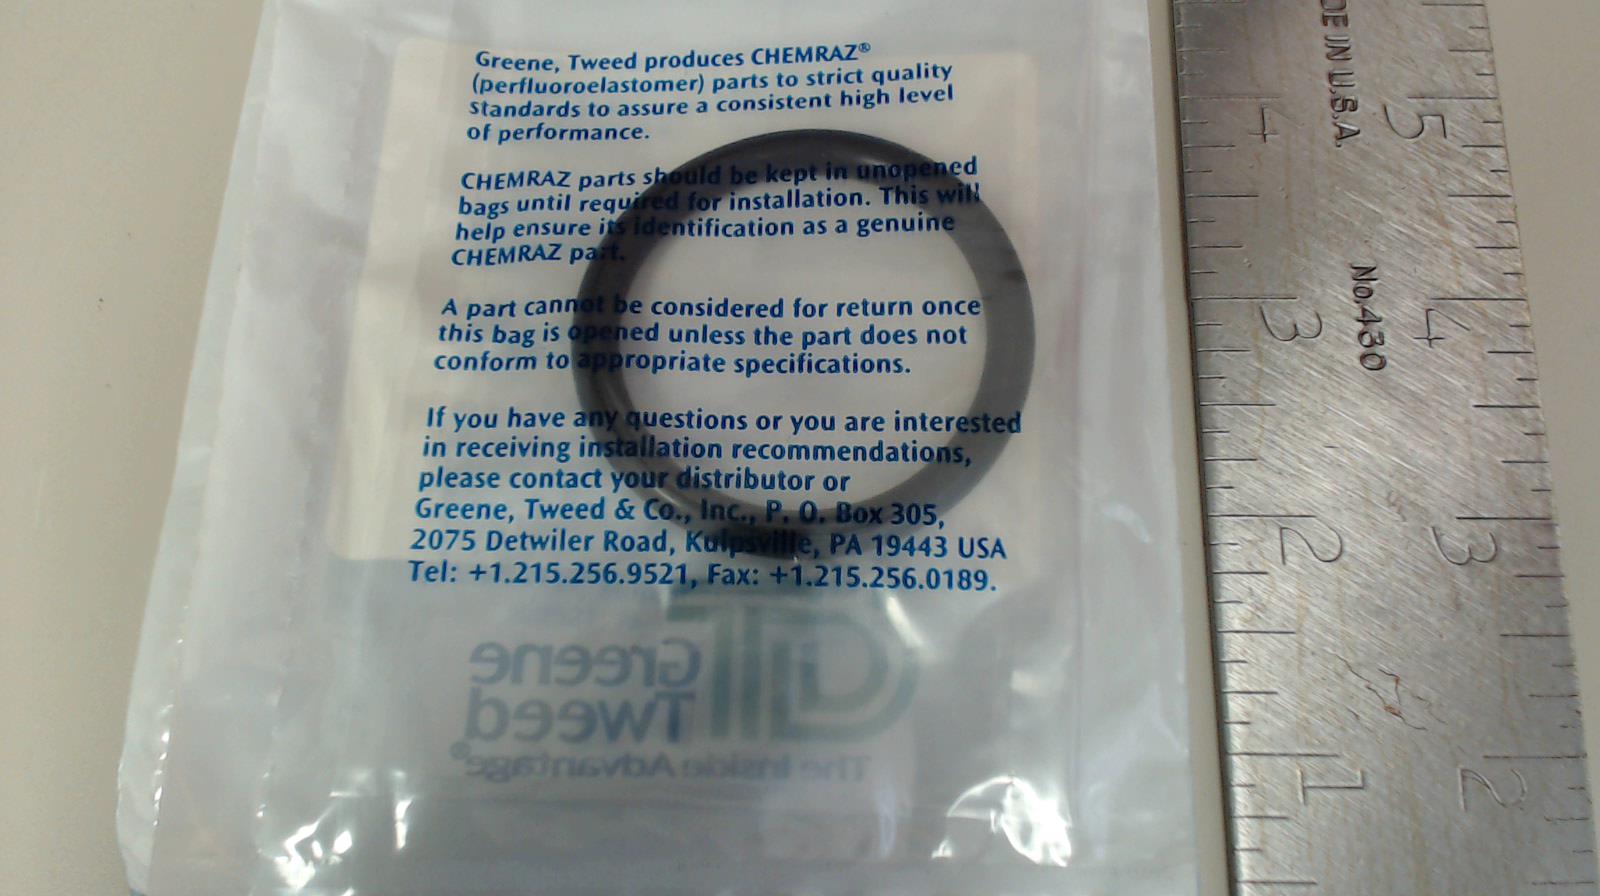 Greene, Tweed produces CHEMRAZ®
(perfluoroelastomer) parts to strict quality
standards to assure a consistent high level
of performance.
CHEMRAZ parts should be kept in unopened
bags until required for installation. This will
help ensure its identification as a genuine
CHEMRAZ part.
A part cannot be considered for return once
this bag is opened unless the part does not
conform to appropriate specifications.
If you have any questions or you are interested
in receiving installation recommendations,
please contact your distributor or
Greene, Tweed & Co., Inc., P. O. Box 305,
2075 Detwiler Road, Kulpsville, PA 19443 USA
Tel: +1.215.256.9521, Fax: +1.215.256.0189.
Greene
Tweed
The Inside Advantage®
DE IN U.S.A.
No. 430
4
3
2
1
5
4
3
2